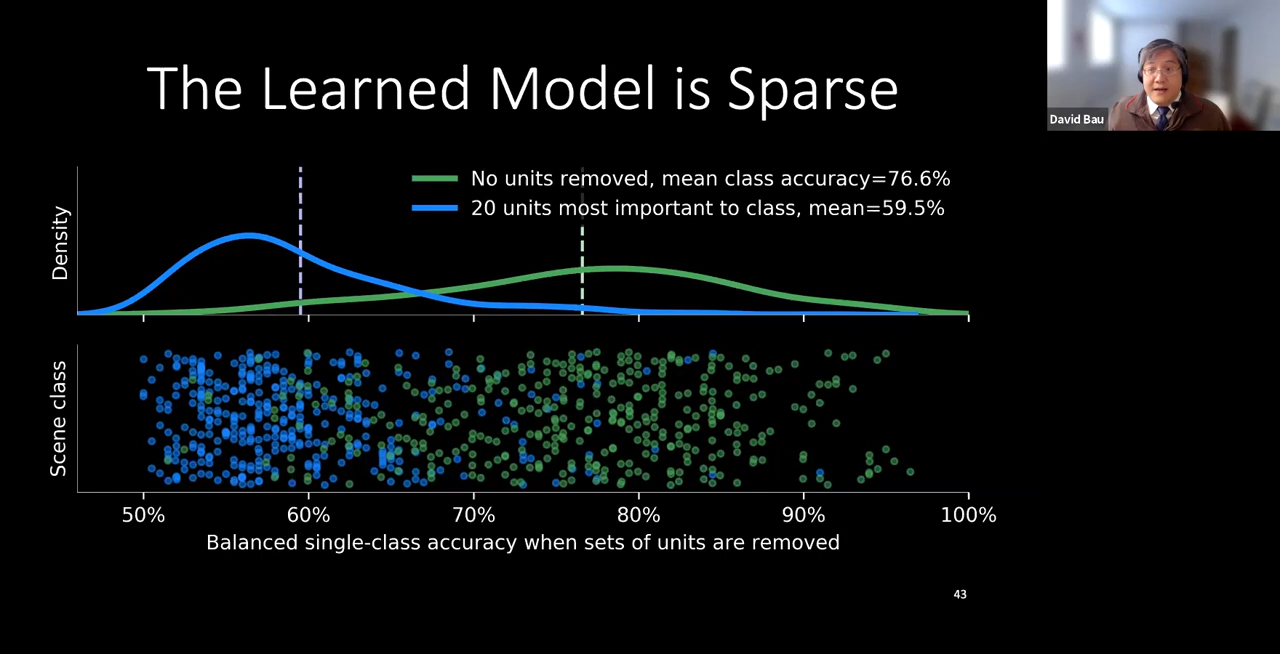 The Learned Model is Sparse
David Bau
Density
No units removed, mean class accuracy=76.6%
20 units most important to class, mean=59.5%
Scene class
50% 60% 70% 80% 90% 100%
Balanced single-class accuracy when sets of units are removed
43